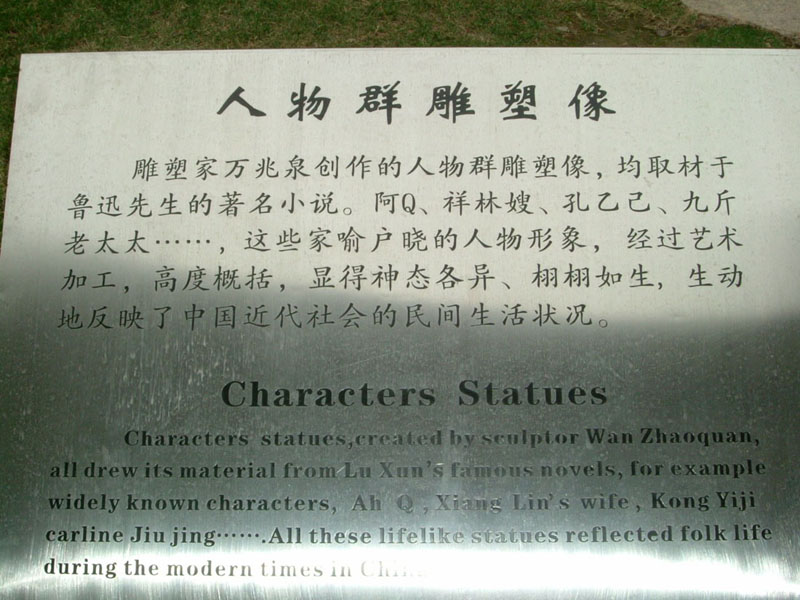 人物群雕塑像
雕塑家万兆泉创作的人物群雕塑像，均取材于
鲁迅先生的著名小说。阿Q、祥林嫂、孔乙己、九斤
老太太……，这些家喻户晓的人物形象，经过艺术
加工，高度概括，显得神态各异、栩栩如生，生动
地反映了中国近代社会的民间生活状况。
Characters Statues
Characters statues,created by sculptor Wan Zhaoquan,
all drew its material from Lu Xun's famous novels, for example
widely known characters, Ah Q , Xiang Lin's wife , Kong Yiji
carline Jiu jing…….All these lifelike statues reflected folk life
during the modern times in China